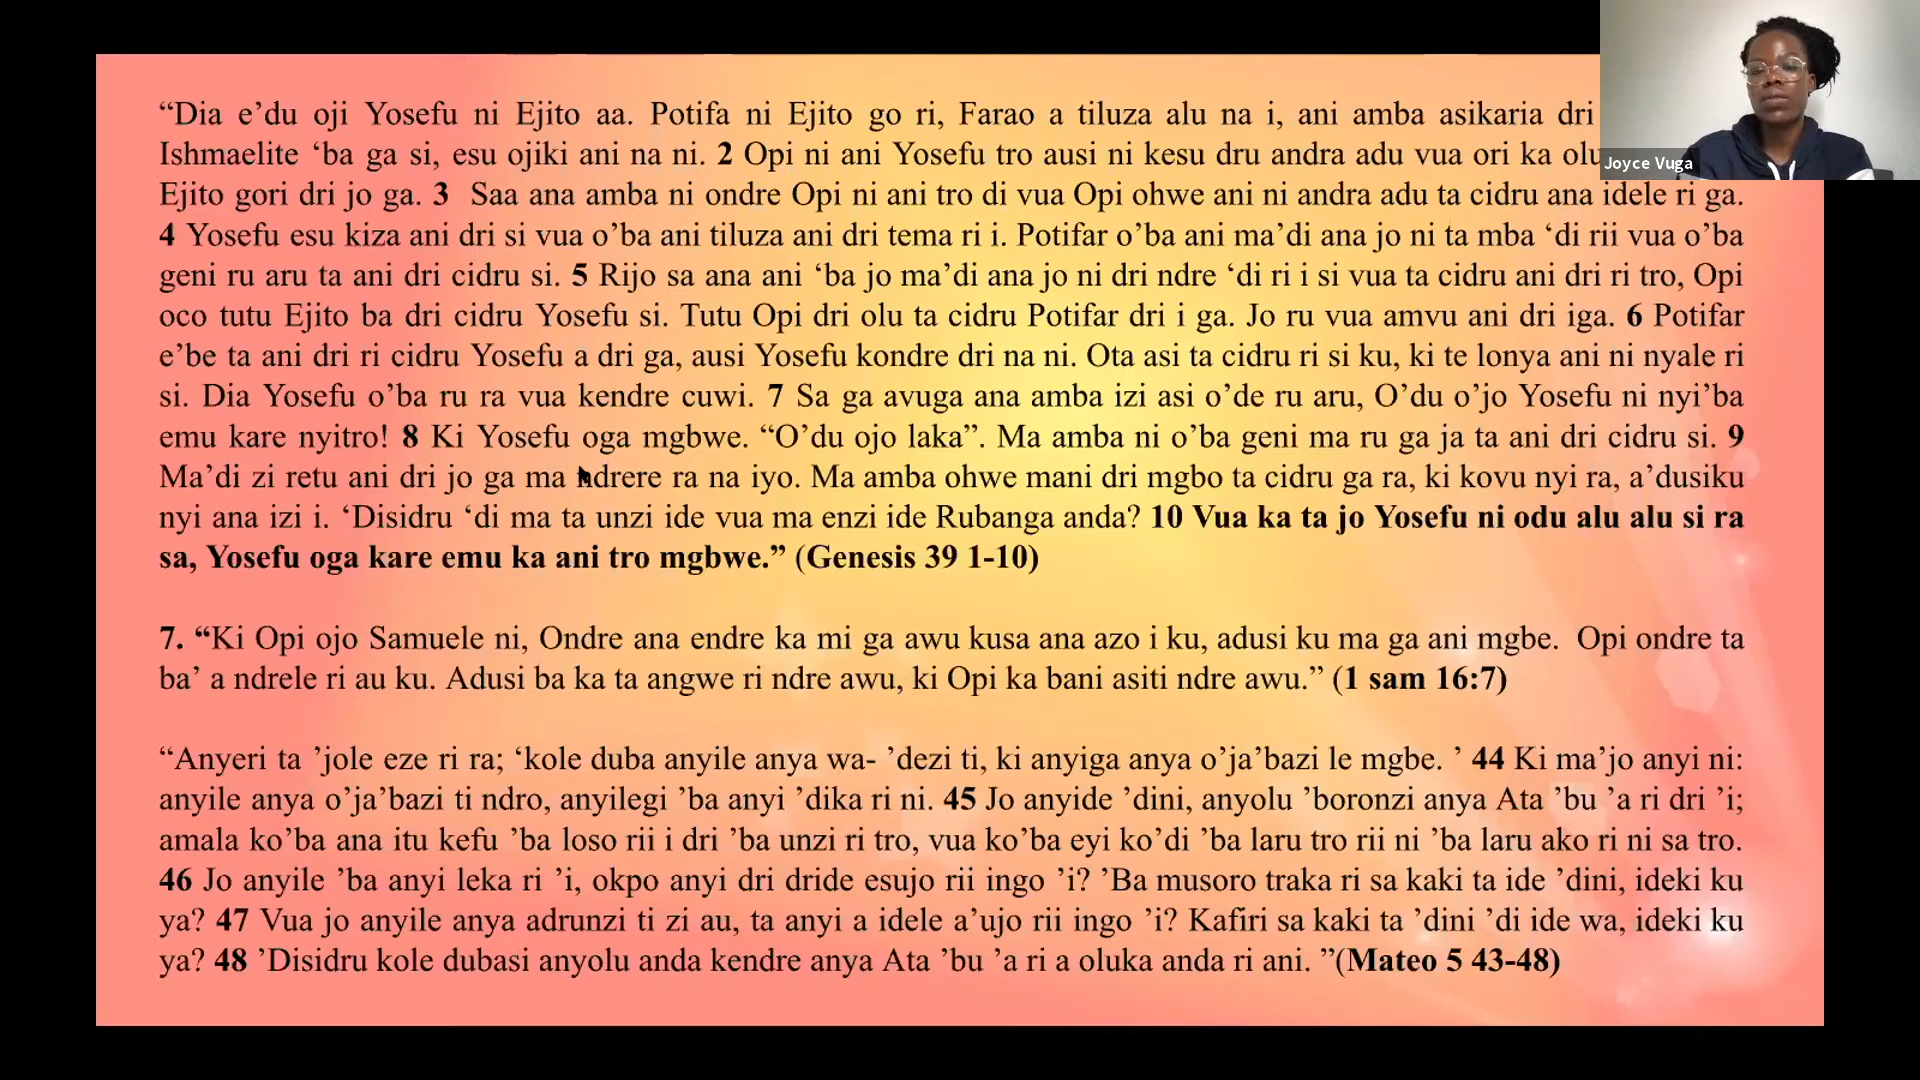 “Dia e’du oji Yosefu ni Ejito aa. Potifa ni Ejito go ri, Farao a tiluza alu na i, ani amba asikaria dri
Ishmaelite ‘ba ga si, esu ojiki ani na ni. 2 Opi ni ani Yosefu tro ausi ni kesu dru andra adu vua ori ka
Ejito gori dri jo ga. 3 Saa ana amba ni ondre Opi ni ani tro di vua Opi ohwe ani ni andra adu ta cidru ana idele ri ga.
4 Yosefu esu kiza ani dri si vua o’ba ani tiluza ani dri tema ri i. Potifar o’ba ani ma’di ana jo ni ta mba ‘di rii vua o’ba
geni ru aru ta ani dri cidru si. 5 Rijo sa ana ani ‘ba jo ma’di ana jo ni dri ndre ‘di ri i si vua ta cidru ani dri ri tro, Opi
oco tutu Ejito ba dri cidru Yosefu si. Tutu Opi dri olu ta cidru Potifar dri i ga. Jo ru vua amvu ani dri iga. 6 Potifar
e’be ta ani dri ri cidru Yosefu a dri ga, ausi Yosefu kondre dri na ni. Ota asi ta cidru ri si ku, ki te lonya ani ni nyale ri
si. Dia Yosefu o’ba ru ra vua kendre cuwi. 7 Sa ga avuga ana amba izi asi o’de ru aru, O’du o’jo Yosefu ni nyi’ba
emu kare nyitro! 8 Ki Yosefu oga mgbwe. “O’du ojo laka”. Ma amba ni o’ba geni ma ru ga ja ta ani dri cidru si. 9
Ma’di zi retu ani dri jo ga ma ndrere ra na iyo. Ma amba ohwe mani dri mgbo ta cidru ga ra, ki kovu nyi ra, a’dusiku
nyi ana izi i. ‘Disidru ‘di ma ta unzi ide vua ma enzi ide Rubanga anda? 10 Vua ka ta jo Yosefu ni odu alu alu si ra
sa, Yosefu oga kare emu ka ani tro mgbwe.” (Genesis 39 1-10)
7. “Ki Opi ojo Samuele ni, Ondre ana endre ka mi ga awu kusa ana azo i ku, adusi ku ma ga ani mgbe. Opi ondre ta
ba’ a ndrele ri au ku. Adusi ba ka ta angwe ri ndre awu, ki Opi ka bani asiti ndre awu.” (1 sam 16:7)
“Anyeri ta ’jole eze ri ra; ‘kole duba anyile anya wa- ’dezi ti, ki anyiga anya o’ja’bazi le mgbe. ’ 44 Ki ma’jo anyi ni:
anyile anya o’ja’bazi ti ndro, anyilegi ’ba anyi ’dika ri ni. 45 Jo anyide ’dini, anyolu ’boronzi anya Ata ’bu ’a ri dri ’i;
amala ko’ba ana itu kefu ’ba loso rii i dri ’ba unzi ri tro, vua ko’ba eyi ko’di ’ba laru tro rii ni ’ba laru ako ri ni sa tro.
46 Jo anyile ’ba anyi leka ri ’i, okpo anyi dri dride esujo rii ingo ’i? ’Ba musoro traka ri sa kaki ta ide ’dini, ideki ku
ya? 47 Vua jo anyile anya adrunzi ti zi au, ta anyi a idele a’ujo rii ingo ’i? Kafiri sa kaki ta ’dini ’di ide wa, ideki ku
ya? 48 ’Disidru kole dubasi anyolu anda kendre anya Ata ’bu ’a ri a oluka anda ri ani. ”(Mateo 5 43-48)
Joyce Vuga